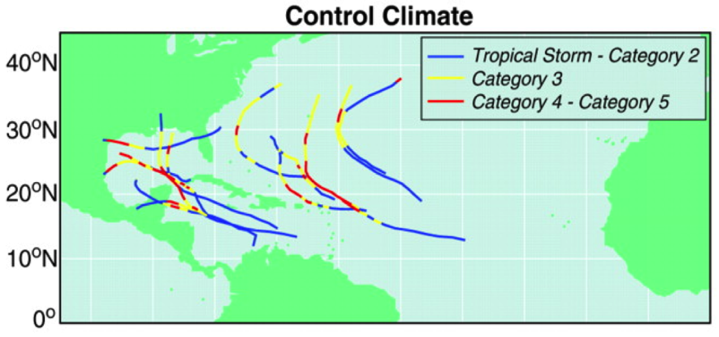 Control Climate
Tropical Storm - Category 2
Category 3
Category 4 - Category 5
40°N
30°N
20°N
10°N
0°